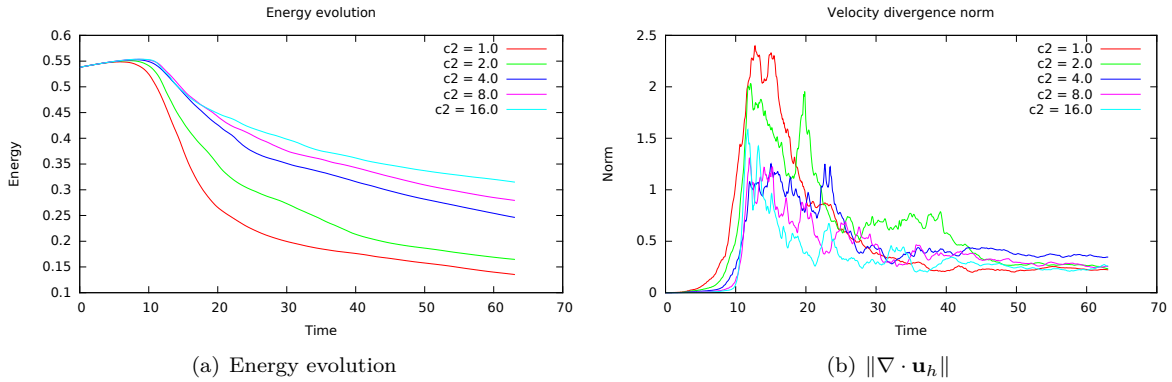 Energy evolution
0.6
0.55
0.5
0.45
0.4
0.35
0.3
0.25
0.2
0.15
0.1
Energy
c2 = 1.0
c2 = 2.0
c2 = 4.0
c2 = 8.0
c2 = 16.0
0 10 20 30 40 50 60 70
Time
(a) Energy evolution
Velocity divergence norm
2.5
2
1.5
1
0.5
0
Norm
c2 = 1.0
c2 = 2.0
c2 = 4.0
c2 = 8.0
c2 = 16.0
0 10 20 30 40 50 60 70
Time
(b) ‖∇ · u_h‖